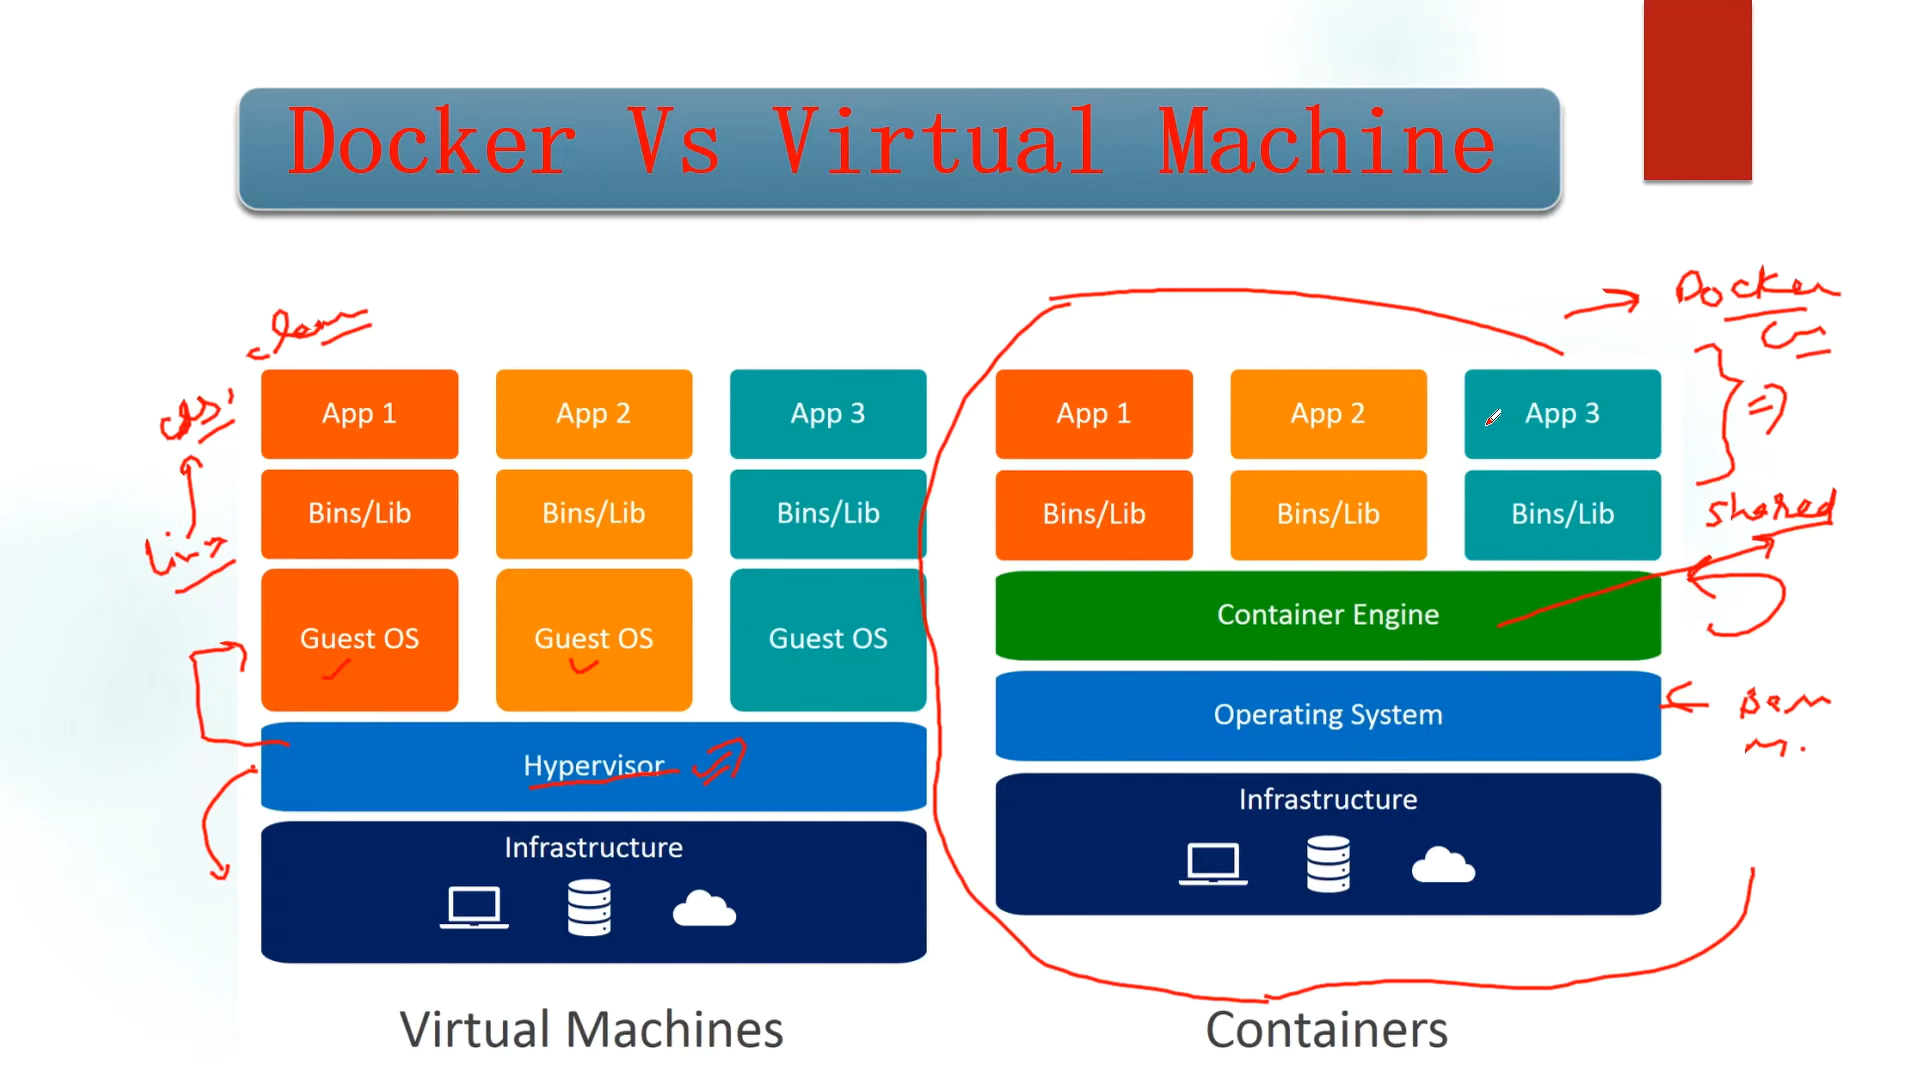 Docker Vs Virtual Machine
Docker
App 1 App 2 App 3
Bins/Lib Bins/Lib Bins/Lib
Guest OS Guest OS Guest OS
Hypervisor
Infrastructure
Virtual Machines
App 1 App 2 App 3
Bins/Lib Bins/Lib Bins/Lib
shared
Container Engine
Operating System
Infrastructure
Containers